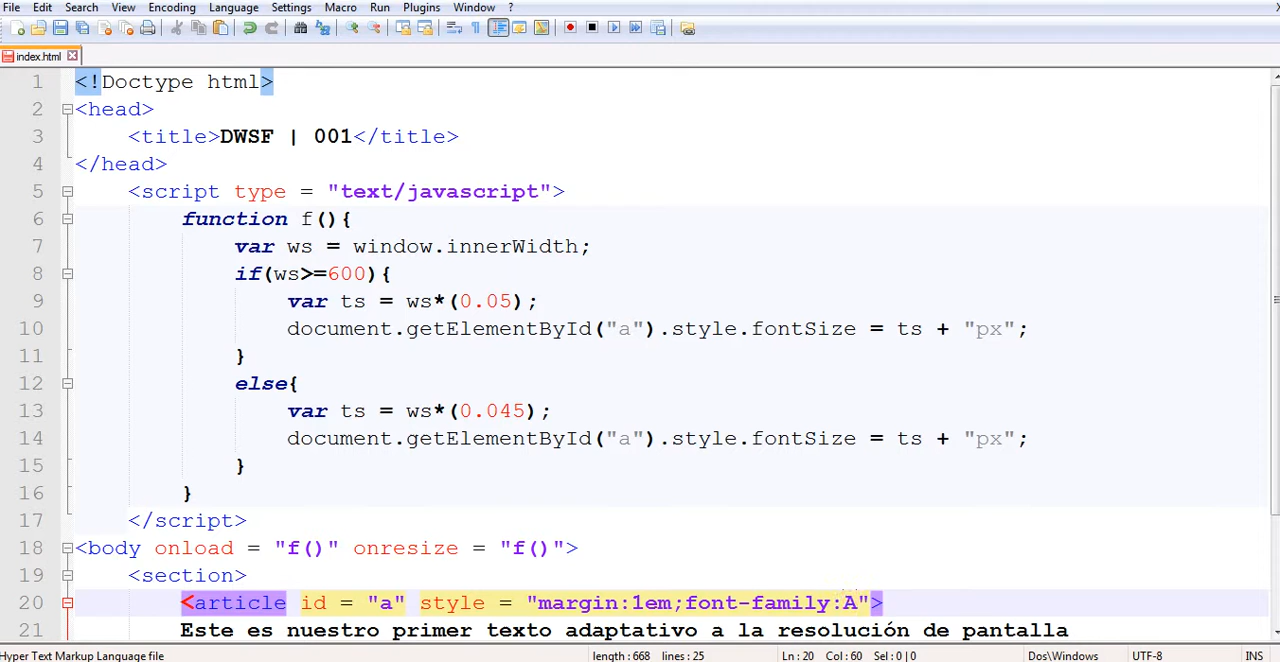 File Edit Search View Encoding Language Settings Macro Run Plugins Window ?
index.html
1 <!Doctype html>
2 <head>
3 <title>DWSF | 001</title>
4 </head>
5 <script type = "text/javascript">
6 function f(){
7 var ws = window.innerWidth;
8 if(ws>=600){
9 var ts = ws*(0.05);
10 document.getElementById("a").style.fontSize = ts + "px";
11 }
12 else{
13 var ts = ws*(0.045);
14 document.getElementById("a").style.fontSize = ts + "px";
15 }
16 }
17 </script>
18 <body onload = "f()" onresize = "f()">
19 <section>
20 <article id = "a" style = "margin:1em;font-family:A">
21 Este es nuestro primer texto adaptativo a la resolución de pantalla
Hyper Text Markup Language file length : 668 lines : 25 Ln : 20 Col : 60 Sel : 0 | 0 Dos\Windows UTF-8 INS